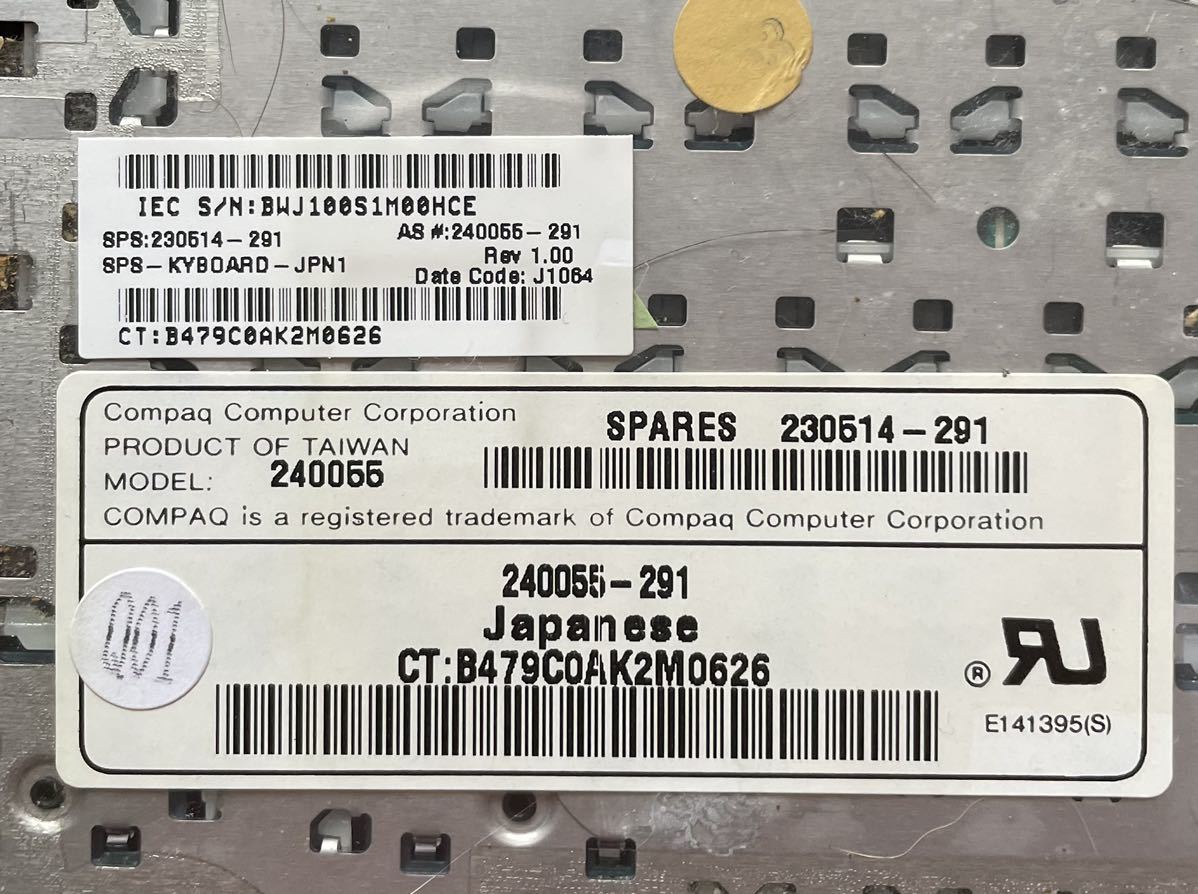 IEC S/N:BWJ100S1M00HCE
SPS:230514-291 AS #:240055-291
SPS-KYBOARD-JPN1 Rev 1.00
Date Code: J1064
CT:B479C0AK2M0626
Compaq Computer Corporation
PRODUCT OF TAIWAN
MODEL: 240055
SPARES 230514-291
COMPAQ is a registered trademark of Compaq Computer Corporation
240055-291
Japanese
CT:B479C0AK2M0626
®
E141395(S)